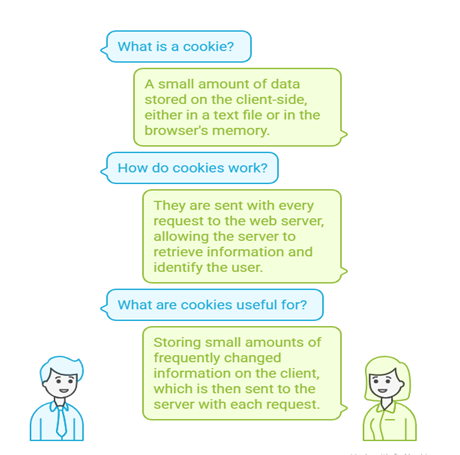 What is a cookie?
A small amount of data
stored on the client-side,
either in a text file or in the
browser's memory.
How do cookies work?
They are sent with every
request to the web server,
allowing the server to
retrieve information and
identify the user.
What are cookies useful for?
Storing small amounts of
frequently changed
information on the client,
which is then sent to the
server with each request.